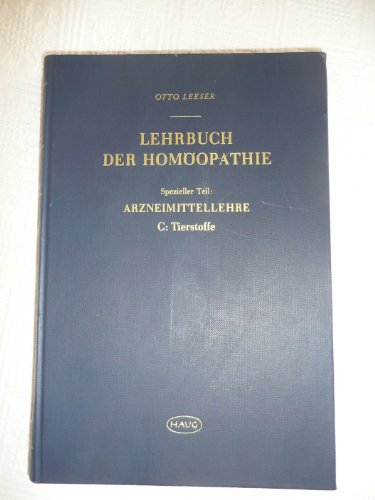 OTTO LEESER
LEHRBUCH
DER HOMÖOPATHIE
Spezieller Teil:
ARZNEIMITTELLEHRE
C: Tierstoffe
HAUG